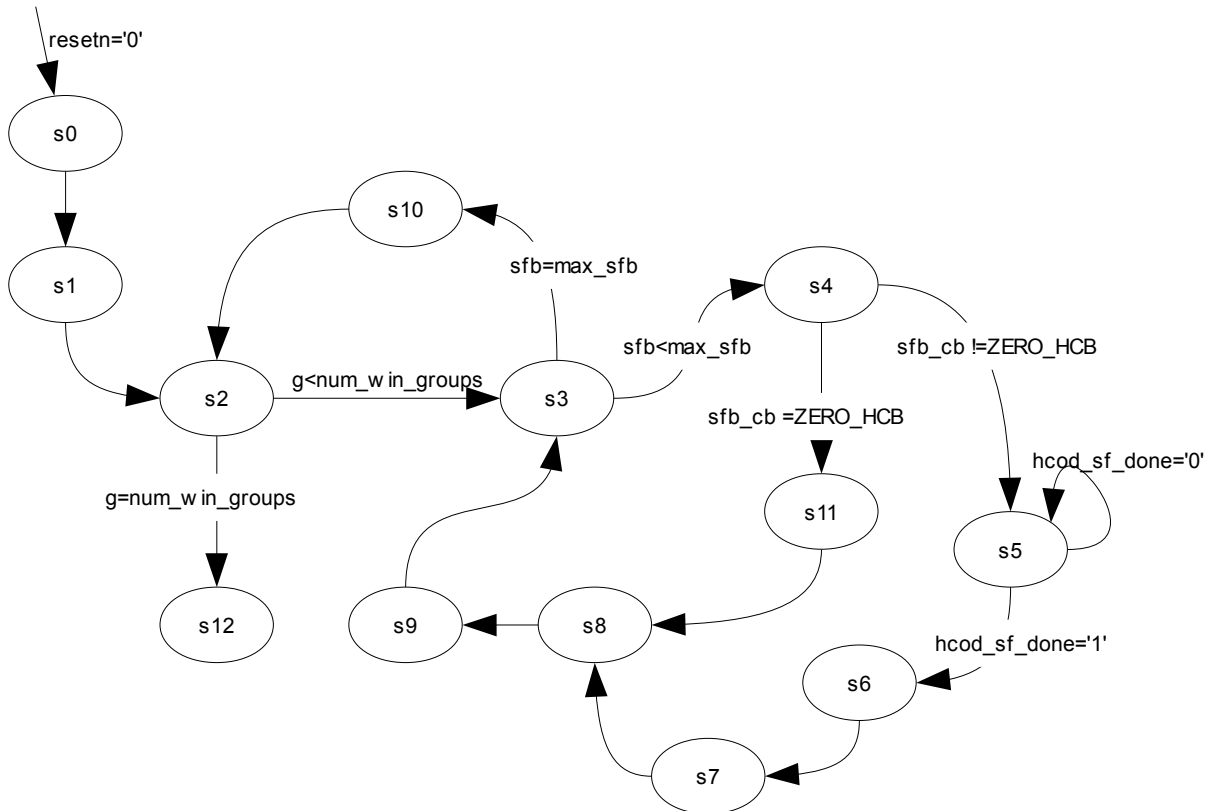 resetn='0'
s0
s10
s1
sfb=max_sfb
s4
sfb<max_sfb
sfb_cb !=ZERO_HCB
s2
g<num_w in_groups
s3
sfb_cb =ZERO_HCB
hcod_sf_done='0'
g=num_w in_groups
s11
s5
s12
s9
s8
hcod_sf_done='1'
s6
s7